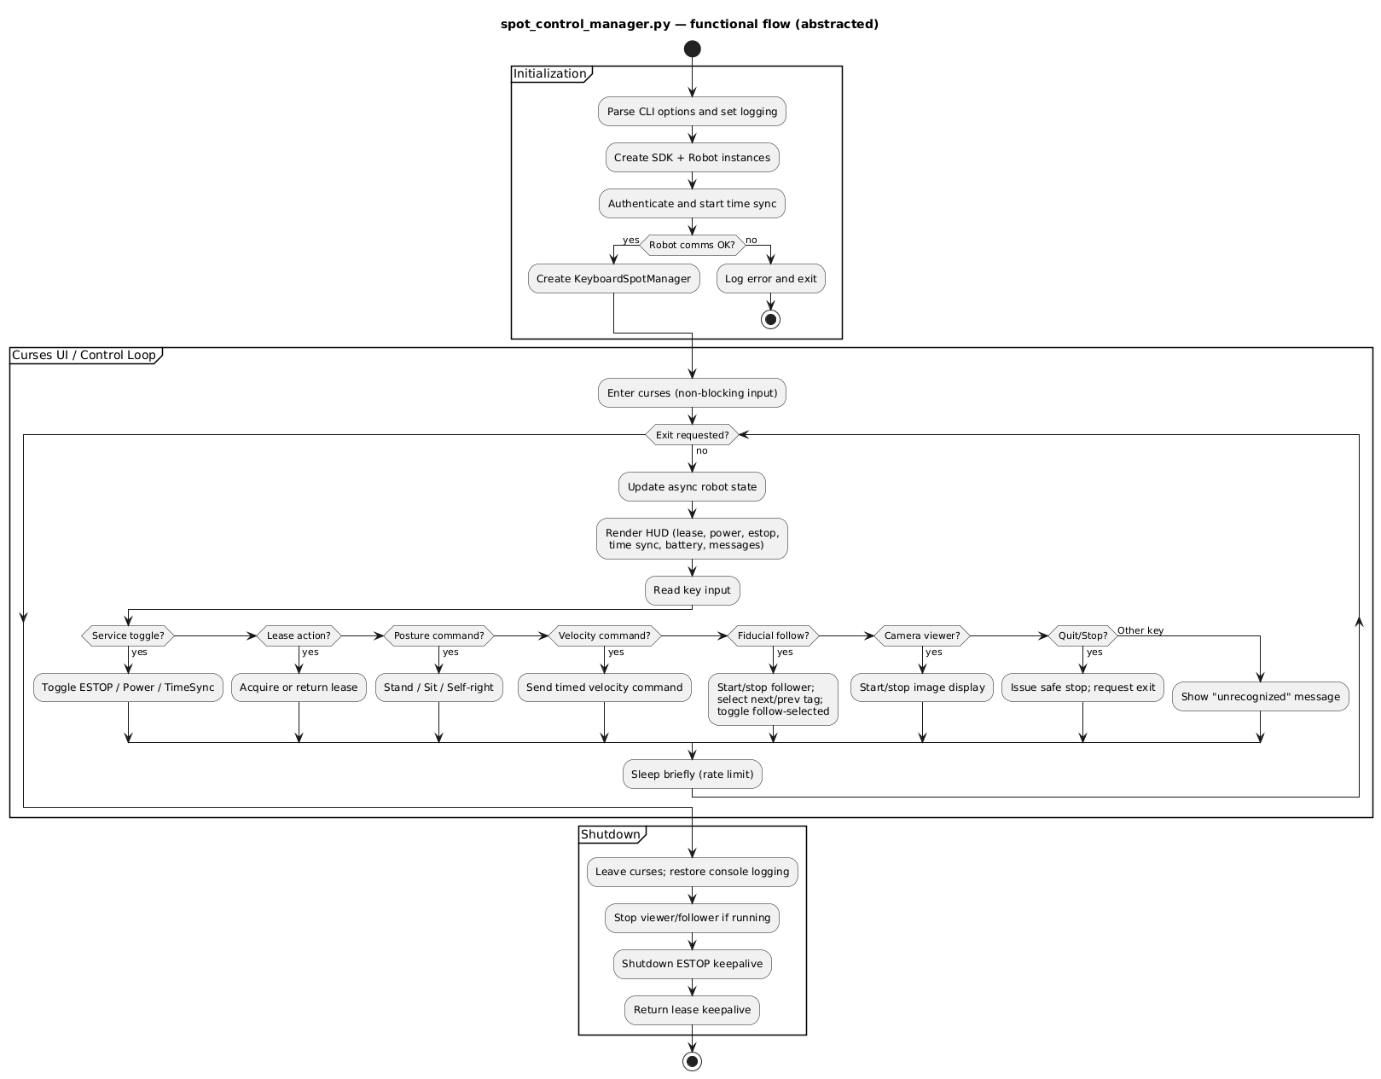 spot_control_manager.py — functional flow (abstracted)
Initialization
Parse CLI options and set logging
Create SDK + Robot instances
Authenticate and start time sync
yes
Robot comms OK?
no
Create KeyboardSpotManager
Log error and exit
Curses UI / Control Loop
Enter curses (non-blocking input)
Exit requested?
no
Update async robot state
Render HUD (lease, power, estop,
time sync, battery, messages)
Read key input
Service toggle?
Lease action?
Posture command?
Velocity command?
Fiducial follow?
Camera viewer?
Quit/Stop?
Other key
yes
yes
yes
yes
yes
yes
yes
Toggle ESTOP / Power / TimeSync
Acquire or return lease
Stand / Sit / Self-right
Send timed velocity command
Start/stop follower;
select next/prev tag;
toggle follow-selected
Start/stop image display
Issue safe stop; request exit
Show "unrecognized" message
Sleep briefly (rate limit)
Shutdown
Leave curses; restore console logging
Stop viewer/follower if running
Shutdown ESTOP keepalive
Return lease keepalive